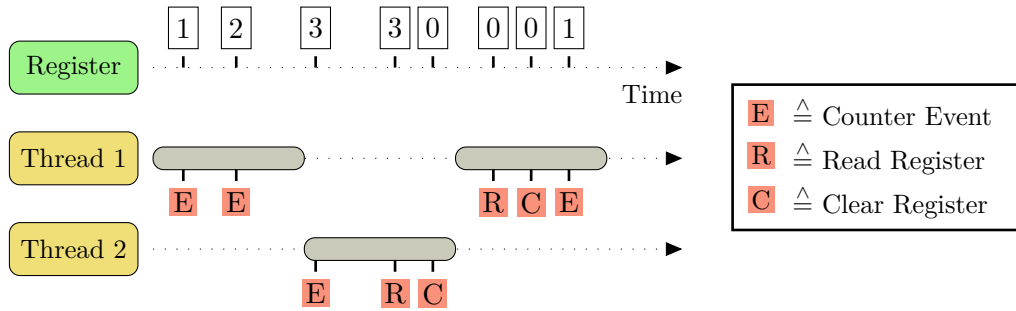 1 2 3 3 0 0 0 1
Register
Time
Thread 1
E E R C E
Thread 2
E R C
E ≙ Counter Event
R ≙ Read Register
C ≙ Clear Register